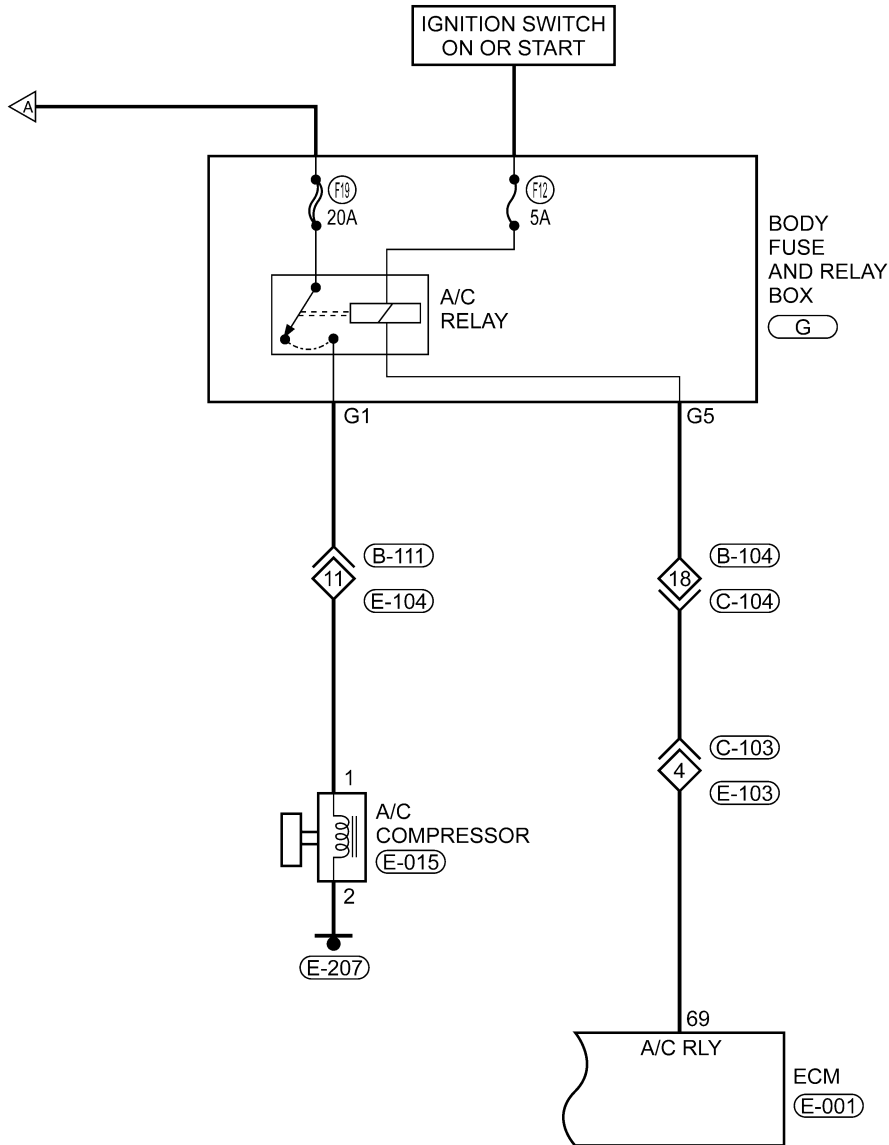 IGNITION SWITCH
ON OR START
A
F19
20A
F12
5A
BODY
FUSE
AND RELAY
BOX
G
A/C
RELAY
G1
G5
B-111
11
E-104
B-104
18
C-104
C-103
4
E-103
1
A/C
COMPRESSOR
E-015
2
E-207
69
A/C RLY
ECM
E-001